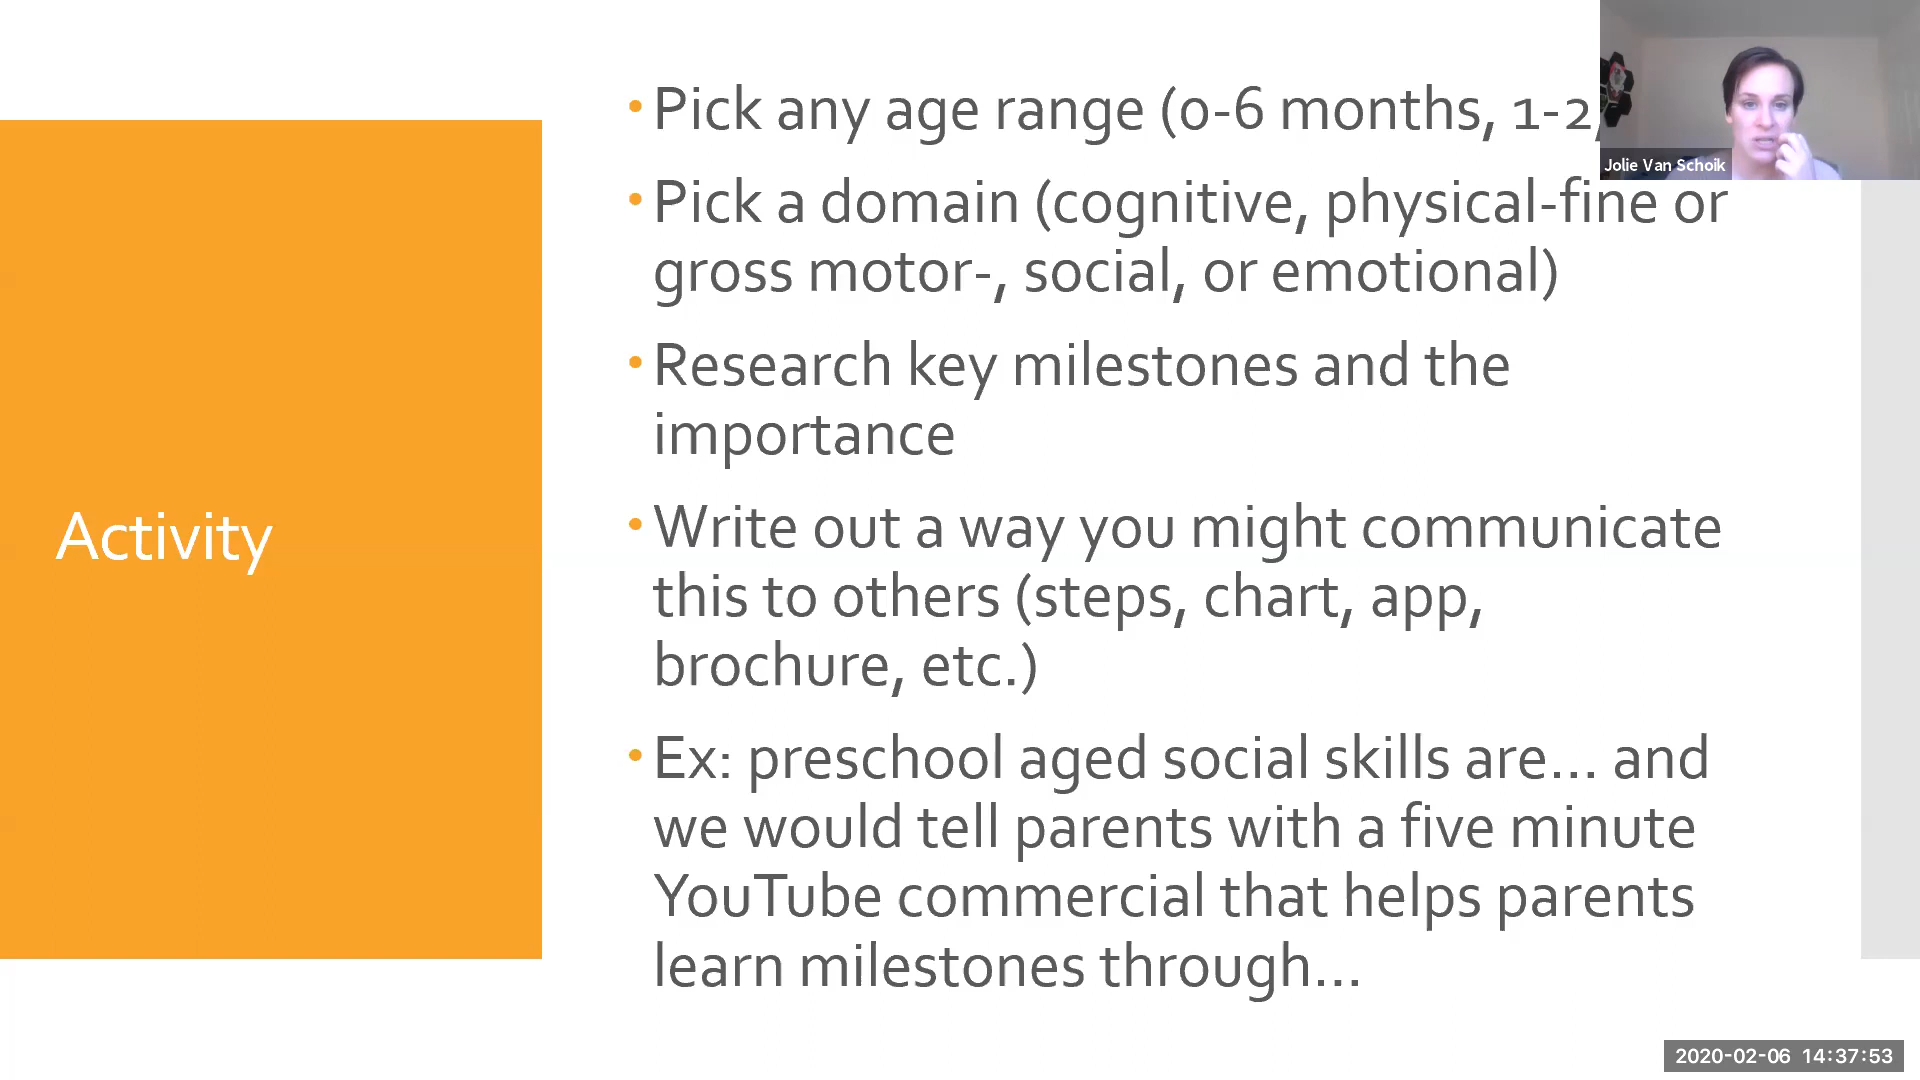 Activity
Pick any age range (0-6 months, 1-2,
Pick a domain (cognitive, physical-fine or
gross motor-, social, or emotional)
Research key milestones and the
importance
Write out a way you might communicate
this to others (steps, chart, app,
brochure, etc.)
Ex: preschool aged social skills are... and
we would tell parents with a five minute
YouTube commercial that helps parents
learn milestones through...
Jolie Van Schoik
2020-02-06 14:37:53